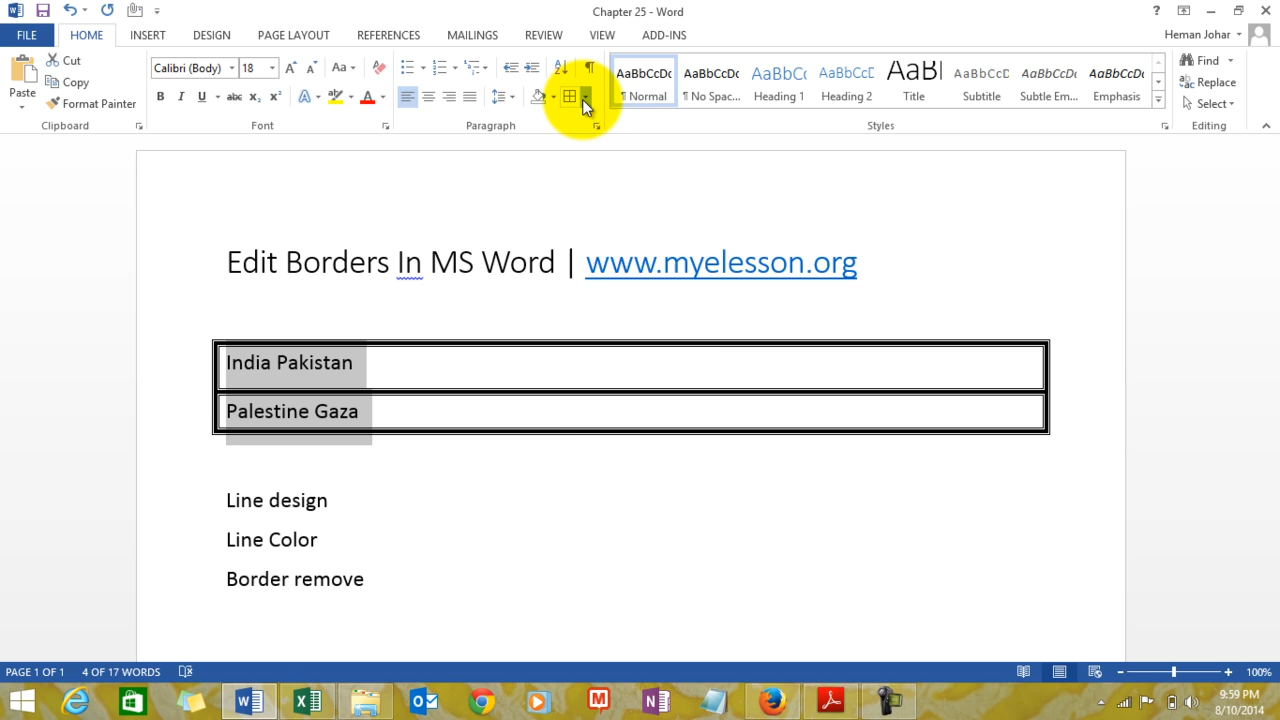 Chapter 25 - Word
FILE HOME INSERT DESIGN PAGE LAYOUT REFERENCES MAILINGS REVIEW VIEW ADD-INS Heman Johar
Paste
Cut
Copy
Format Painter
Clipboard
Calibri (Body) 18
Font
Paragraph
AaBbCcDc AaBbCcDc AaBbCc AaBbCcD AaBl AaBbCcD AaBbCcDc AaBbCcDc
¶ Normal ¶ No Spac... Heading 1 Heading 2 Title Subtitle Subtle Em... Emphasis
Styles
Find
Replace
Select
Editing
Edit Borders In MS Word | www.myelesson.org
India Pakistan
Palestine Gaza
Line design
Line Color
Border remove
PAGE 1 OF 1 4 OF 17 WORDS 100%
9:59 PM
8/10/2014